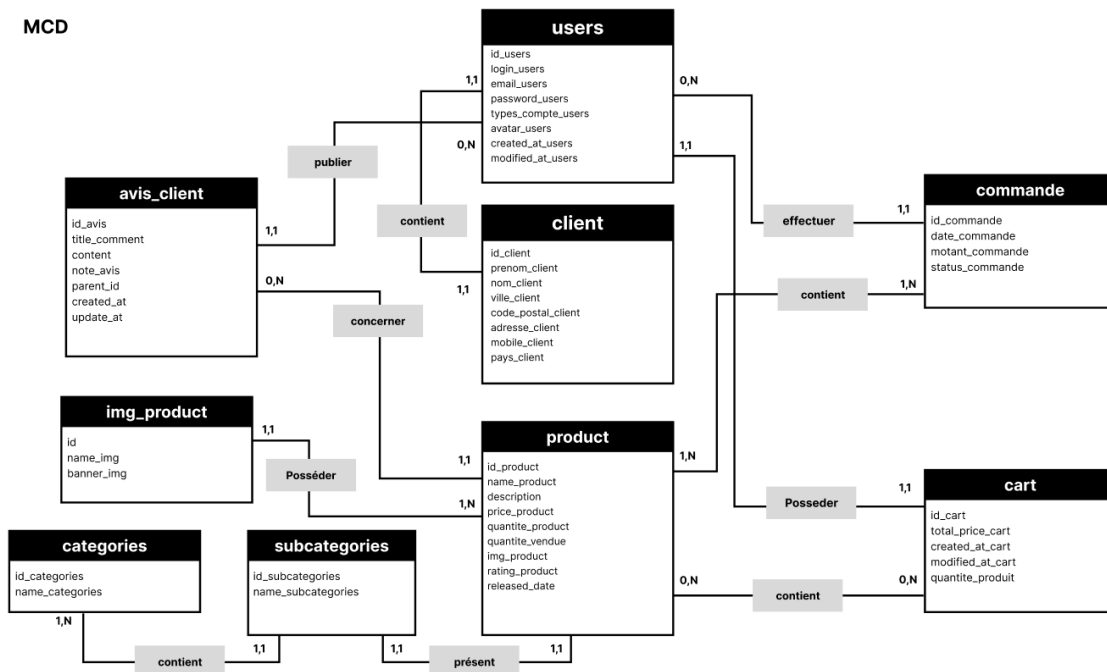 MCD
users
id_users
login_users
email_users
password_users
types_compte_users
avatar_users
created_at_users
modified_at_users
1,1
0,N
0,N
1,1
publier
avis_client
id_avis
title_comment
content
note_avis
parent_id
created_at
update_at
1,1
0,N
contient
client
id_client
prenom_client
nom_client
ville_client
code_postal_client
adresse_client
mobile_client
pays_client
1,1
effectuer
1,1
commande
id_commande
date_commande
motant_commande
status_commande
contient
1,N
concerner
img_product
id
name_img
banner_img
1,1
Posséder
1,1
1,N
product
id_product
name_product
description
price_product
quantite_product
quantite_vendue
img_product
rating_product
released_date
1,N
0,N
Posseder
1,1
cart
id_cart
total_price_cart
created_at_cart
modified_at_cart
quantite_produit
contient
0,N
categories
id_categories
name_categories
1,N
contient
subcategories
id_subcategories
name_subcategories
1,1
1,1
présent
1,1